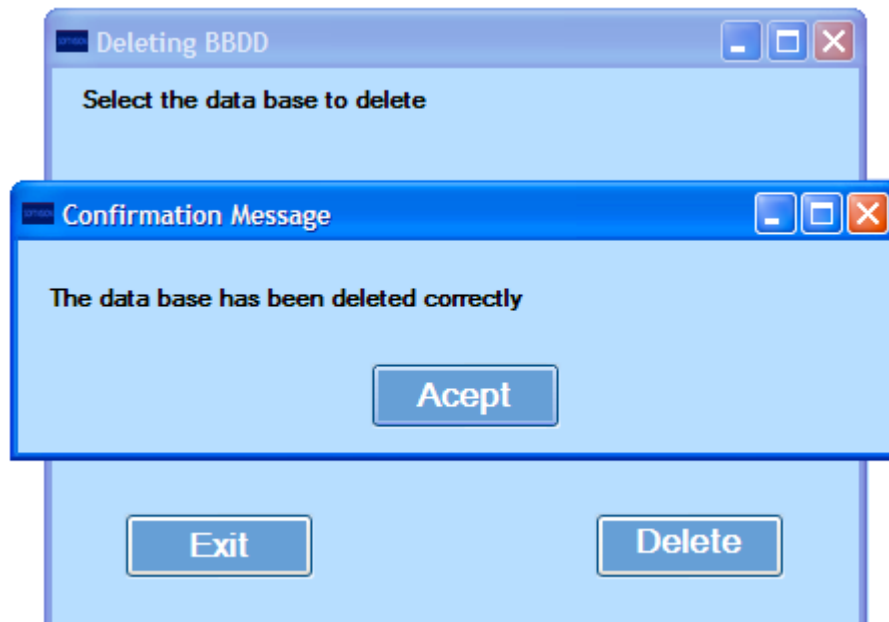 Deleting BBDD
Select the data base to delete
Confirmation Message
The data base has been deleted correctly
Acept
Exit
Delete